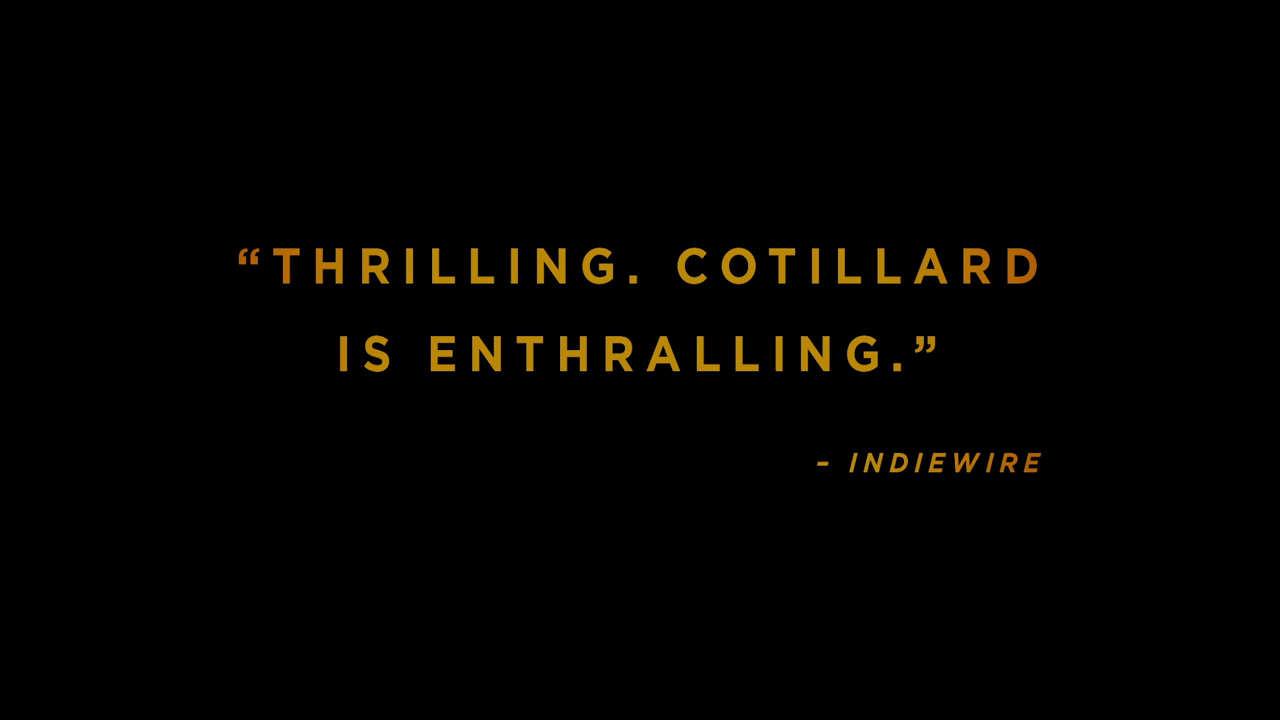 “THRILLING. COTILLARD
IS ENTHRALLING.”
– INDIEWIRE